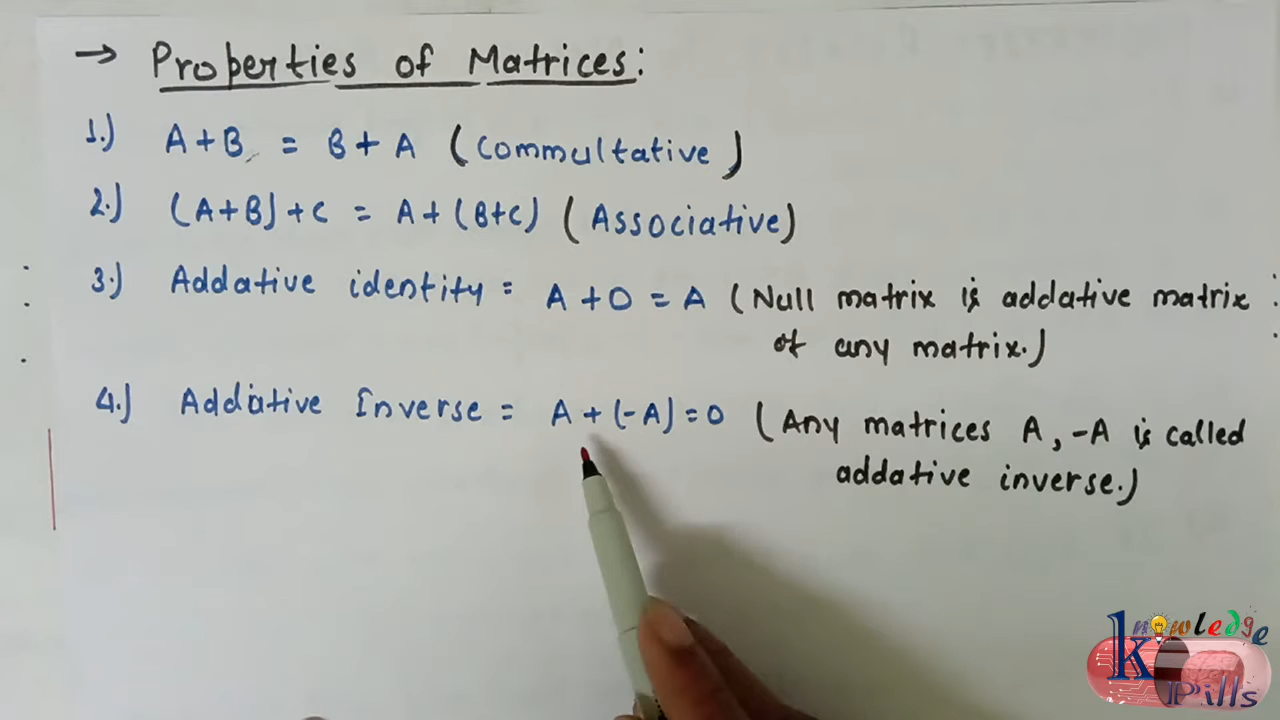 → Properties of Matrices:
1.) A+B = B+A (Commultative)
2.) (A+B)+C = A+(B+C) (Associative)
3.) Addative identity = A+0=A (Null matrix is addative matrix
of any matrix.)
4.) Addative Inverse = A+(-A)=0 (Any matrices A, -A is called
addative inverse.)
knowledge
Pills